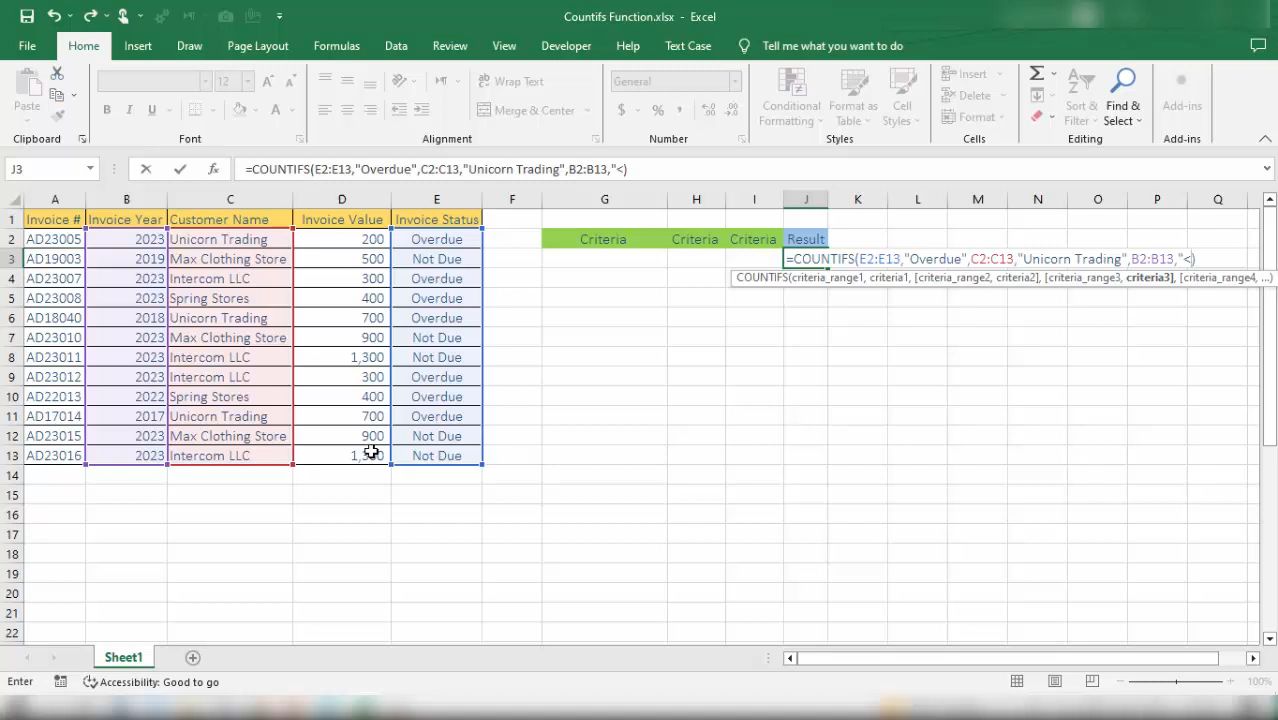 Countifs Function.xlsx - Excel
File Home Insert Draw Page Layout Formulas Data Review View Developer Help Text Case Tell me what you want to do
Paste
12
General
Wrap Text
Merge & Center
Conditional Formatting
Format as Table
Cell Styles
Insert
Delete
Format
Sort & Filter
Find & Select
Add-ins
Clipboard Font Alignment Number Styles Cells Editing Add-ins
J3 =COUNTIFS(E2:E13,"Overdue",C2:C13,"Unicorn Trading",B2:B13,"<)
A B C D E F G H I J K L M N O P Q
1 Invoice # Invoice Year Customer Name Invoice Value Invoice Status
2 AD23005 2023 Unicorn Trading 200 Overdue Criteria Criteria Criteria Result
3 AD19003 2019 Max Clothing Store 500 Not Due =COUNTIFS(E2:E13,"Overdue",C2:C13,"Unicorn Trading",B2:B13,"<)
4 AD23007 2023 Intercom LLC 300 Overdue COUNTIFS(criteria_range1, criteria1, [criteria_range2, criteria2], [criteria_range3, criteria3], [criteria_range4, ...)
5 AD23008 2023 Spring Stores 400 Overdue
6 AD18040 2018 Unicorn Trading 700 Overdue
7 AD23010 2023 Max Clothing Store 900 Not Due
8 AD23011 2023 Intercom LLC 1,300 Not Due
9 AD23012 2023 Intercom LLC 300 Overdue
10 AD22013 2022 Spring Stores 400 Overdue
11 AD17014 2017 Unicorn Trading 700 Overdue
12 AD23015 2023 Max Clothing Store 900 Not Due
13 AD23016 2023 Intercom LLC Not Due
14
15
16
17
18
19
20
21
22
Sheet1
Enter Accessibility: Good to go 100%